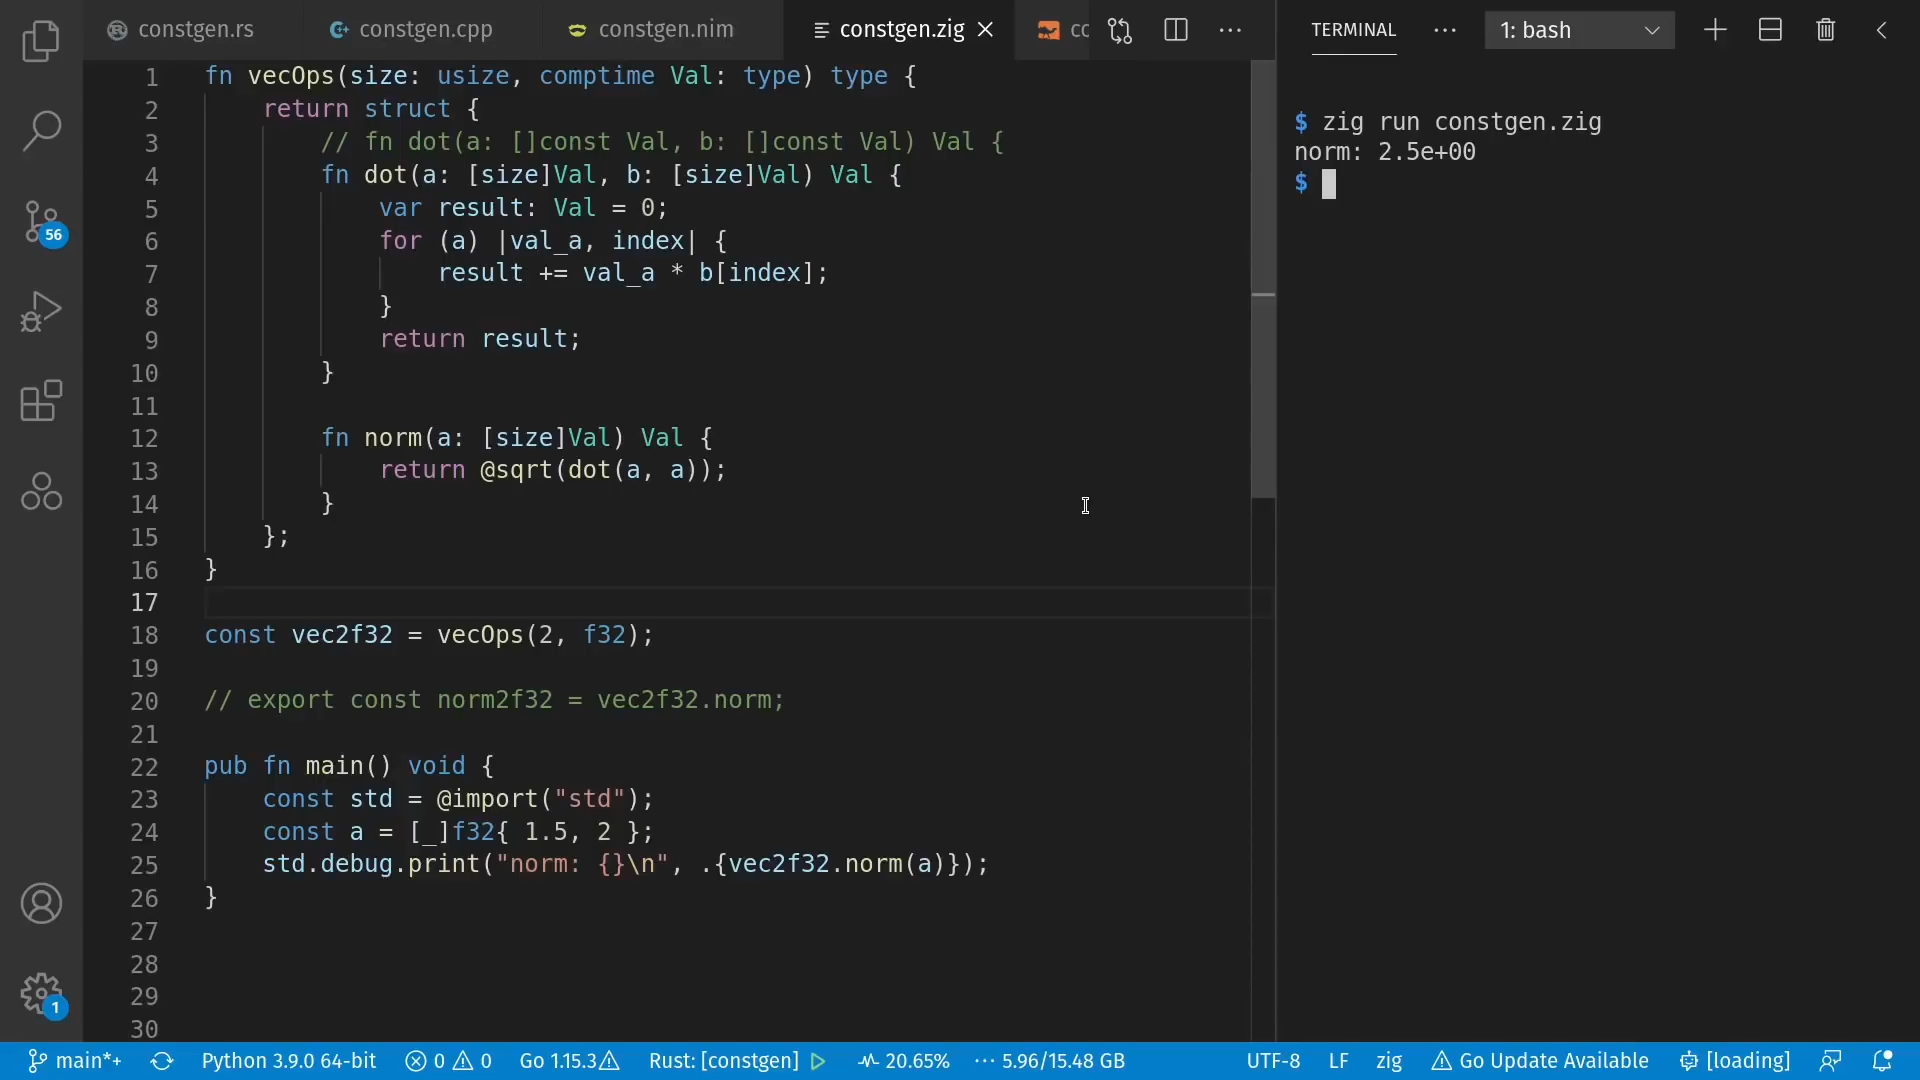 constgen.rs
constgen.cpp
constgen.nim
constgen.zig
TERMINAL
1: bash
1 fn vecOps(size: usize, comptime Val: type) type {
2 return struct {
3 // fn dot(a: []const Val, b: []const Val) Val {
4 fn dot(a: [size]Val, b: [size]Val) Val {
5 var result: Val = 0;
6 for (a) |val_a, index| {
7 result += val_a * b[index];
8 }
9 return result;
10 }
11
12 fn norm(a: [size]Val) Val {
13 return @sqrt(dot(a, a));
14 }
15 };
16 }
17
18 const vec2f32 = vecOps(2, f32);
19
20 // export const norm2f32 = vec2f32.norm;
21
22 pub fn main() void {
23 const std = @import("std");
24 const a = [_]f32{ 1.5, 2 };
25 std.debug.print("norm: {}\n", .{vec2f32.norm(a)});
26 }
27
28
29
30
$ zig run constgen.zig
norm: 2.5e+00
$
56
1
main*+ Python 3.9.0 64-bit 0 0 Go 1.15.3 Rust: [constgen] 20.65% ··· 5.96/15.48 GB UTF-8 LF zig Go Update Available [loading]